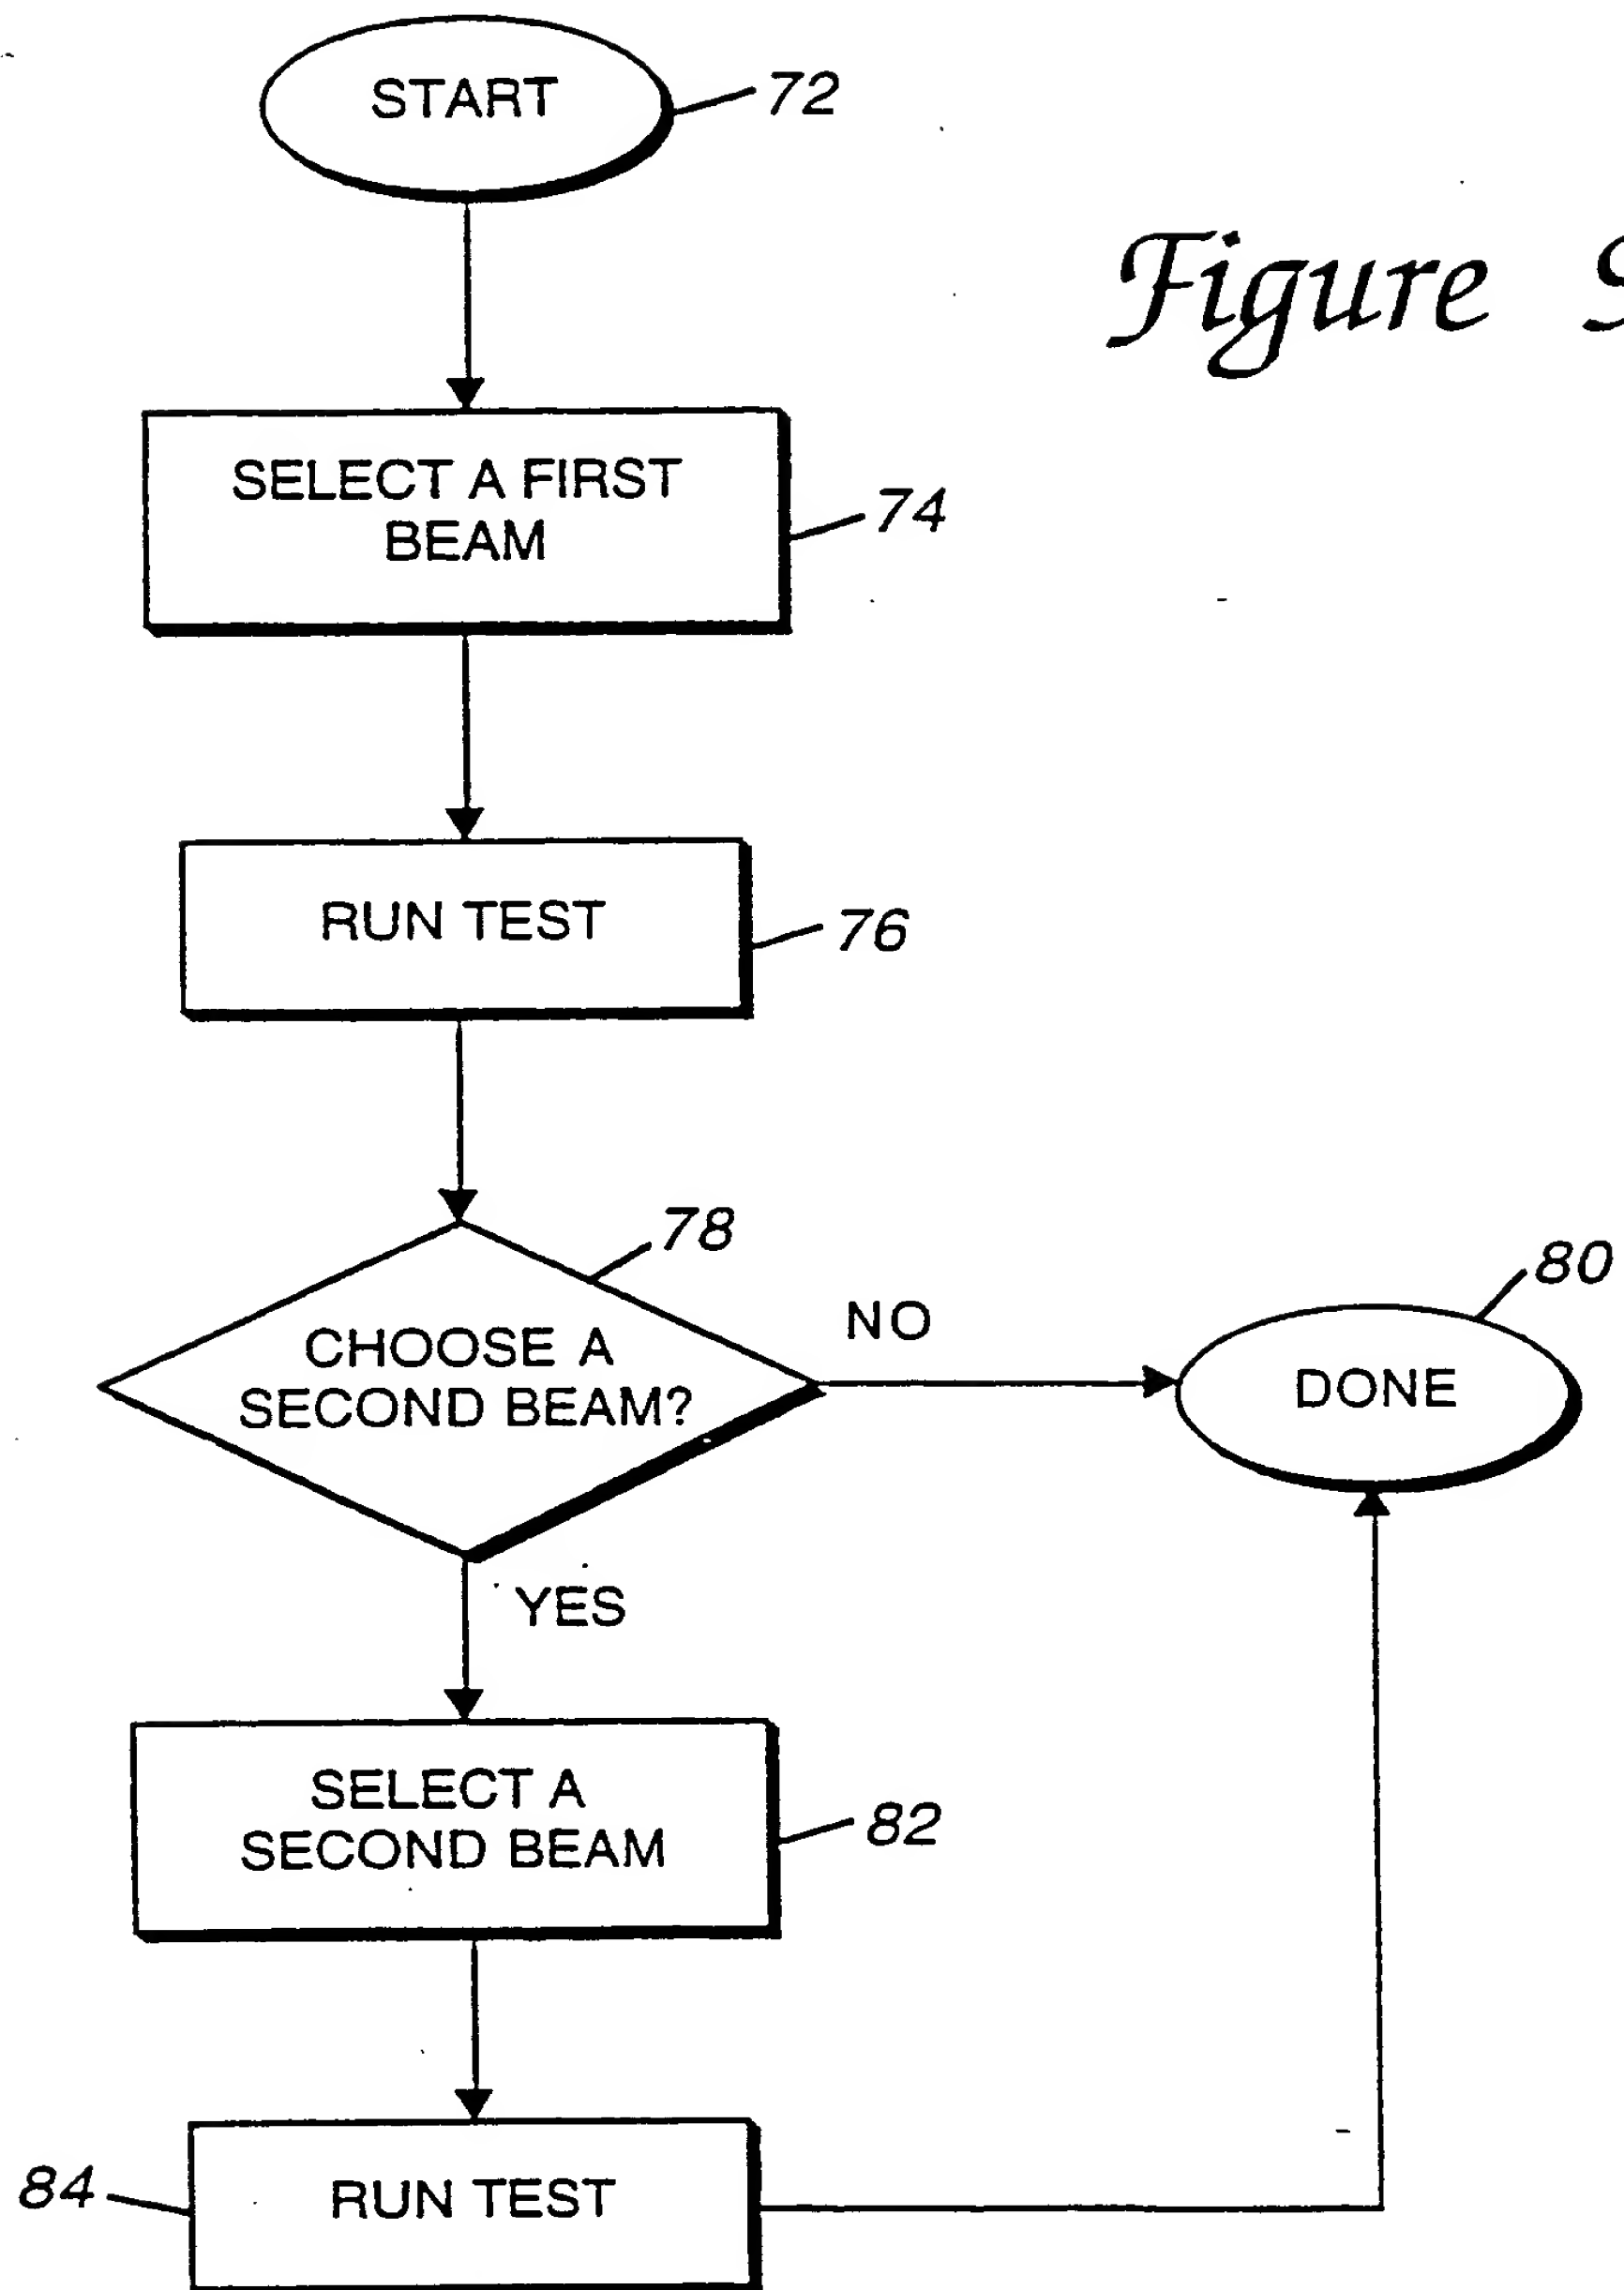 START
72
Figure
SELECT A FIRST
BEAM
74
RUN TEST
76
78
CHOOSE A
SECOND BEAM?
NO
80
DONE
YES
SELECT A
SECOND BEAM
82
84
RUN TEST